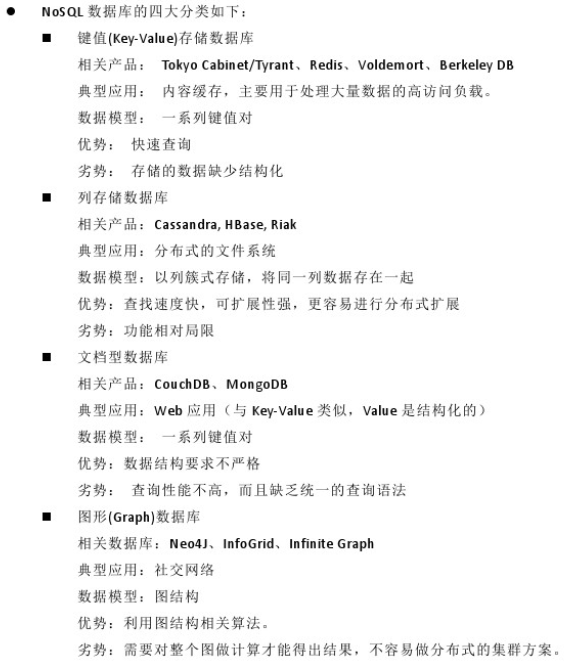 ● NoSQL 数据库的四大分类如下：
■ 键值(Key-Value)存储数据库
相关产品： Tokyo Cabinet/Tyrant、Redis、Voldemort、Berkeley DB
典型应用： 内容缓存，主要用于处理大量数据的高访问负载。
数据模型： 一系列键值对
优势： 快速查询
劣势： 存储的数据缺少结构化
■ 列存储数据库
相关产品：Cassandra, HBase, Riak
典型应用：分布式的文件系统
数据模型：以列簇式存储，将同一列数据存在一起
优势：查找速度快，可扩展性强，更容易进行分布式扩展
劣势：功能相对局限
■ 文档型数据库
相关产品：CouchDB、MongoDB
典型应用：Web 应用（与 Key-Value 类似，Value 是结构化的）
数据模型： 一系列键值对
优势：数据结构要求不严格
劣势： 查询性能不高，而且缺乏统一的查询语法
■ 图形(Graph)数据库
相关数据库：Neo4J、InfoGrid、Infinite Graph
典型应用：社交网络
数据模型：图结构
优势：利用图结构相关算法。
劣势：需要对整个图做计算才能得出结果，不容易做分布式的集群方案。